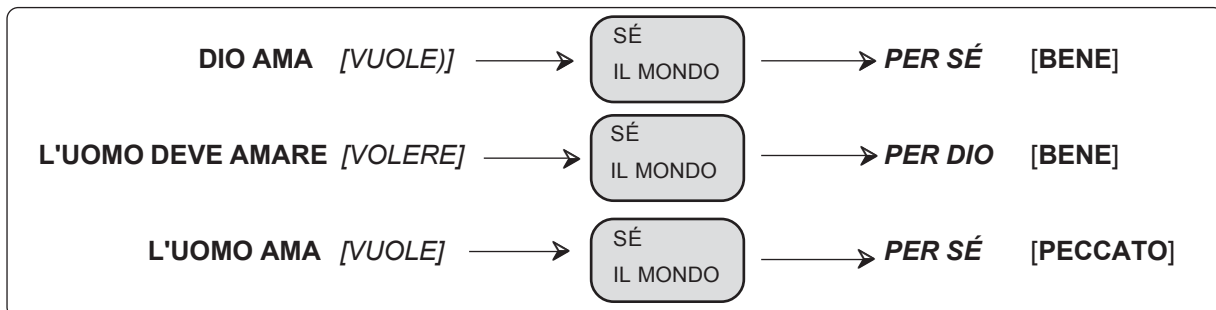 SÉ
DIO AMA [VUOLE)] PER SÉ [BENE]
IL MONDO
SÉ
L'UOMO DEVE AMARE [VOLERE] PER DIO [BENE]
IL MONDO
SÉ
L'UOMO AMA [VUOLE] PER SÉ [PECCATO]
IL MONDO